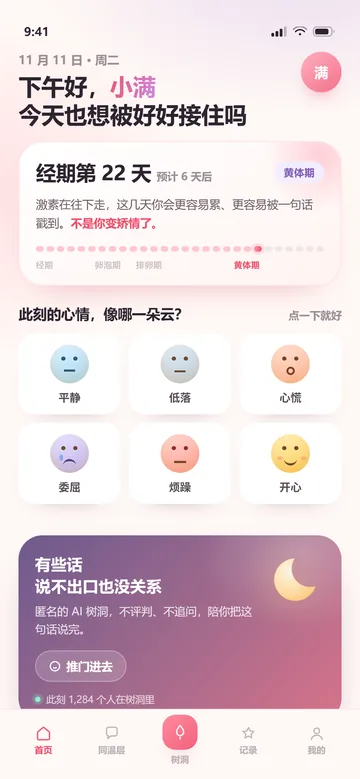 9:41
11 月 11 日 · 周二
下午好，小满
满
今天也想被好好接住吗
经期第 22 天 预计 6 天后
黄体期
激素在往下走，这几天你会更容易累、更容易被一句话
戳到。不是你变矫情了。
经期 卵泡期 排卵期 黄体期
此刻的心情，像哪一朵云？ 点一下就好
平静 低落 心慌
委屈 烦躁 开心
有些话
说不出口也没关系
匿名的 AI 树洞，不评判、不追问，陪你把这
句话说完。
推门进去
此刻 1,284 个人在树洞里
首页 同温层 树洞 记录 我的